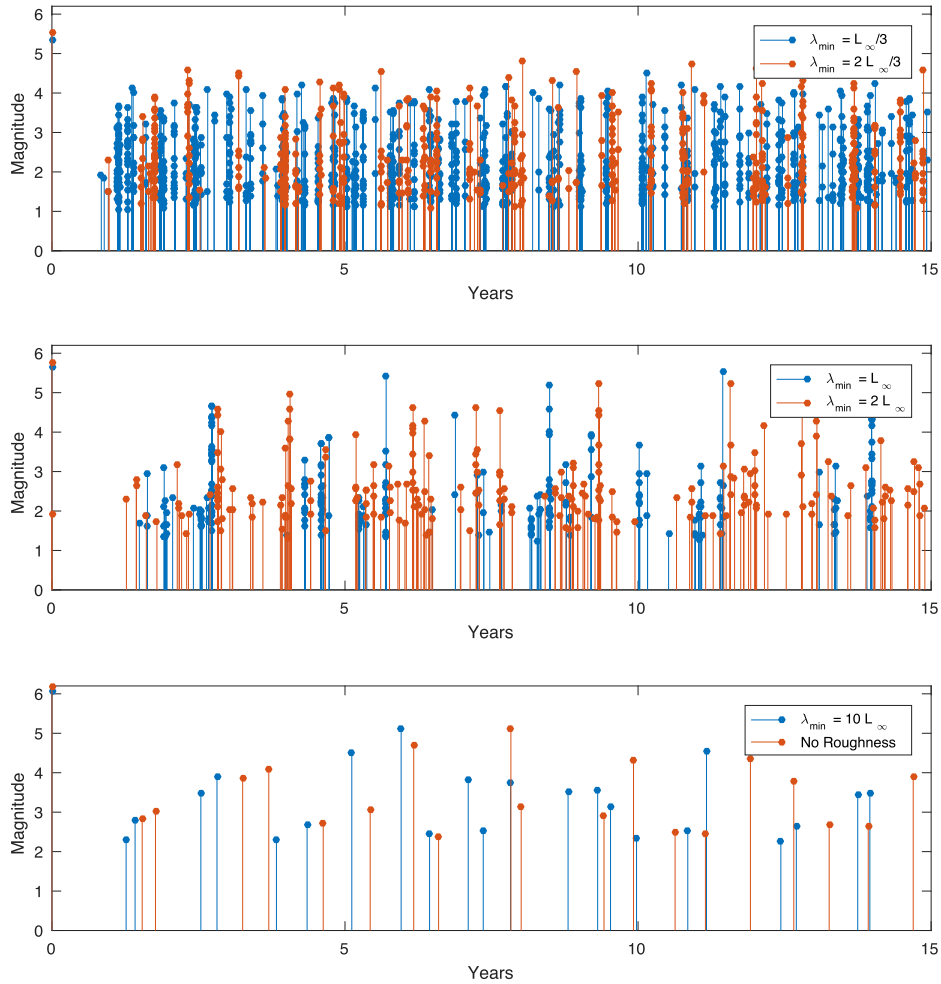 6
5
4
3
2
1
0
Magnitude
0
5
10
15
Years
λmin = L∞/3
λmin = 2 L∞/3
6
5
4
3
2
1
0
Magnitude
0
5
10
15
Years
λmin = L∞
λmin = 2 L∞
6
5
4
3
2
1
0
Magnitude
0
5
10
15
Years
λmin = 10 L∞
No Roughness